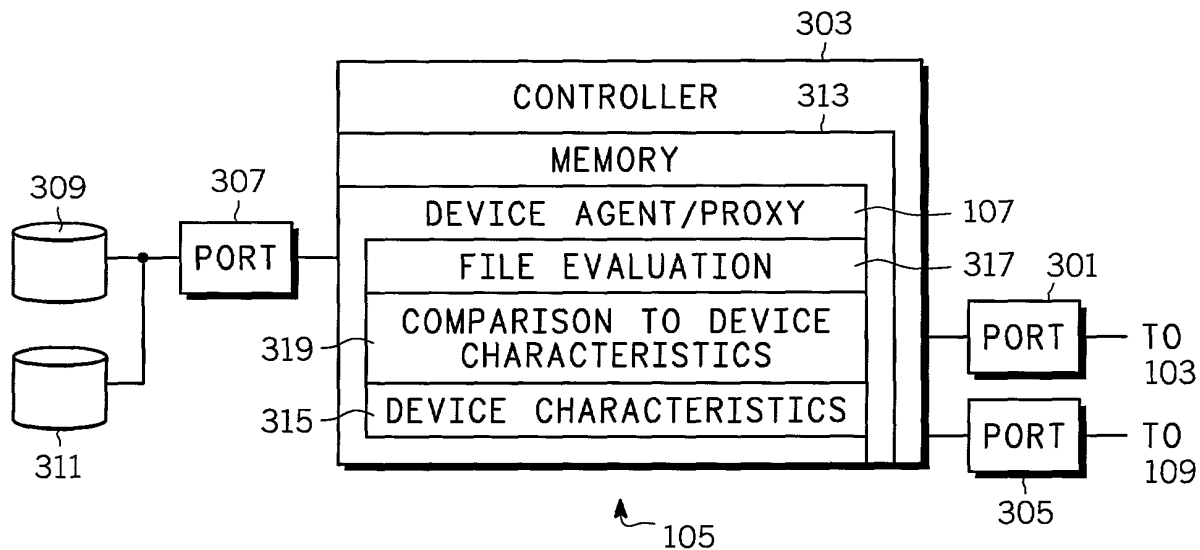 303
CONTROLLER
313
MEMORY
309
307
DEVICE AGENT/PROXY
107
PORT
FILE EVALUATION
317
301
COMPARISON TO DEVICE
CHARACTERISTICS
319
PORT
TO
103
315
DEVICE CHARACTERISTICS
311
PORT
TO
109
305
105